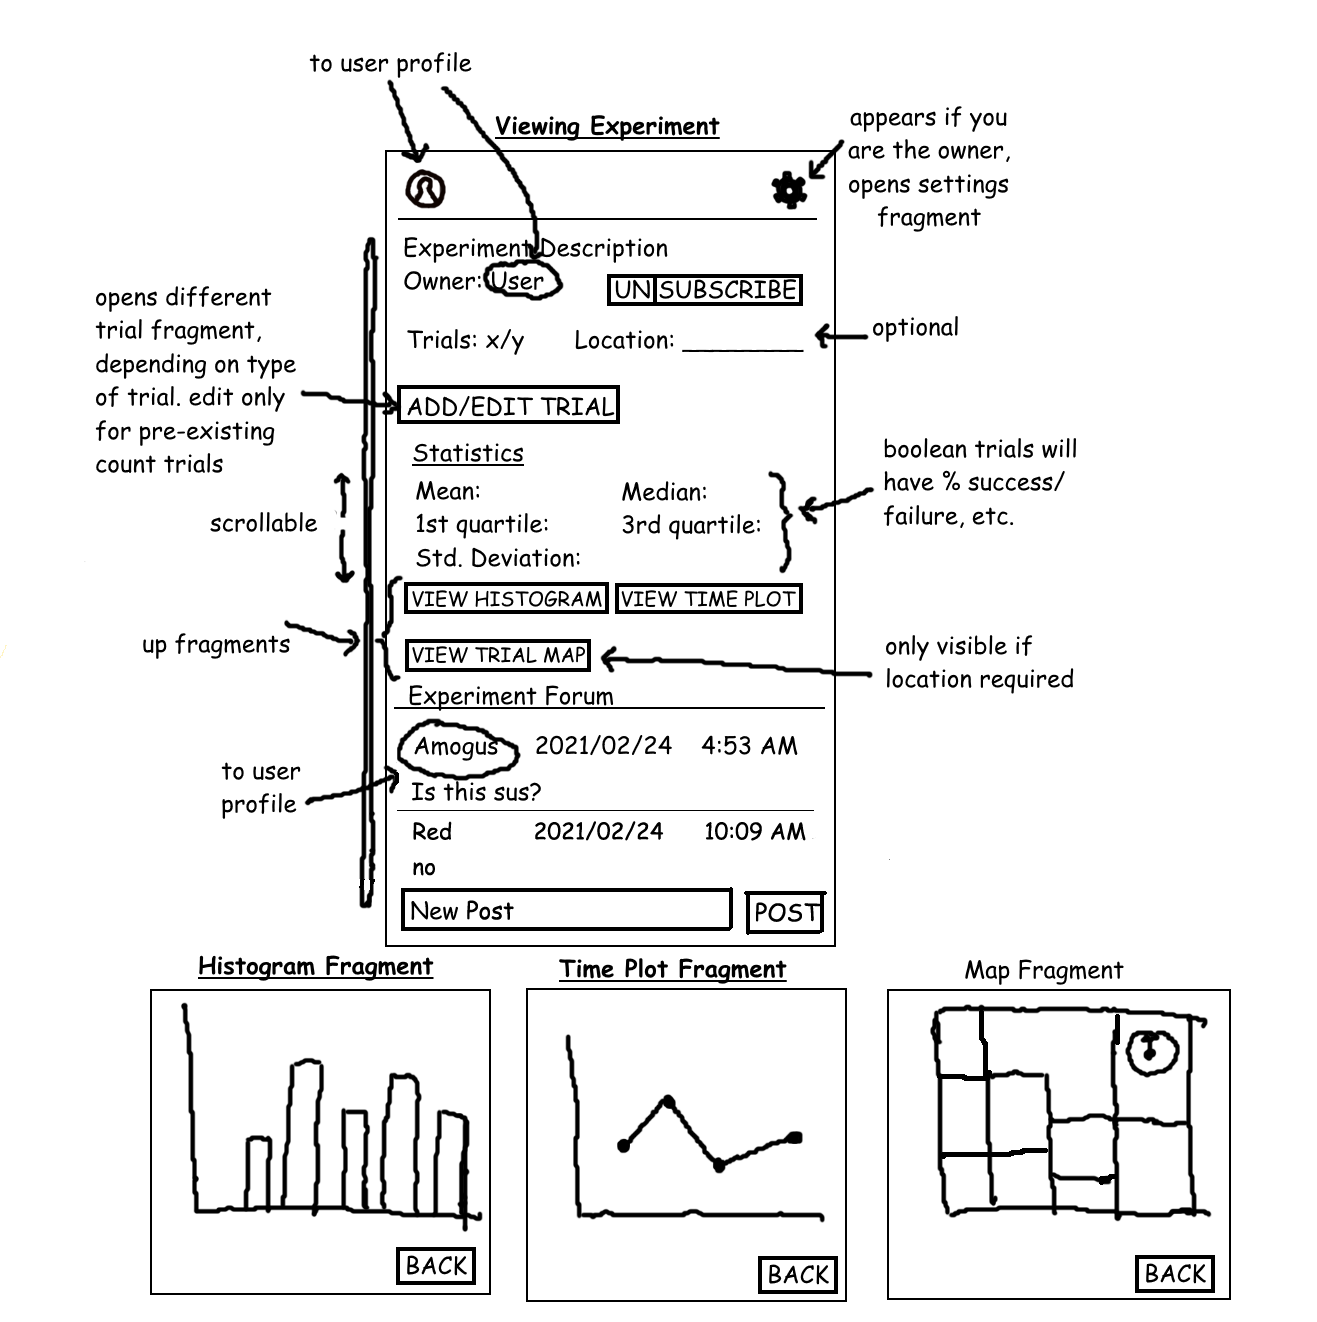 to user profile
Viewing Experiment
appears if you
are the owner,
opens settings
fragment
Experiment Description
Owner: User
UN SUBSCRIBE
opens different
trial fragment,
depending on type
of trial. edit only
for pre-existing
count trials
Trials: x/y
Location: ________
optional
ADD/EDIT TRIAL
Statistics
Mean:
Median:
1st quartile:
3rd quartile:
Std. Deviation:
boolean trials will
have % success/
failure, etc.
scrollable
VIEW HISTOGRAM
VIEW TIME PLOT
up fragments
VIEW TRIAL MAP
only visible if
location required
Experiment Forum
Amogus 2021/02/24 4:53 AM
Is this sus?
to user
profile
Red 2021/02/24 10:09 AM
no
New Post
POST
Histogram Fragment
Time Plot Fragment
Map Fragment
BACK
BACK
BACK